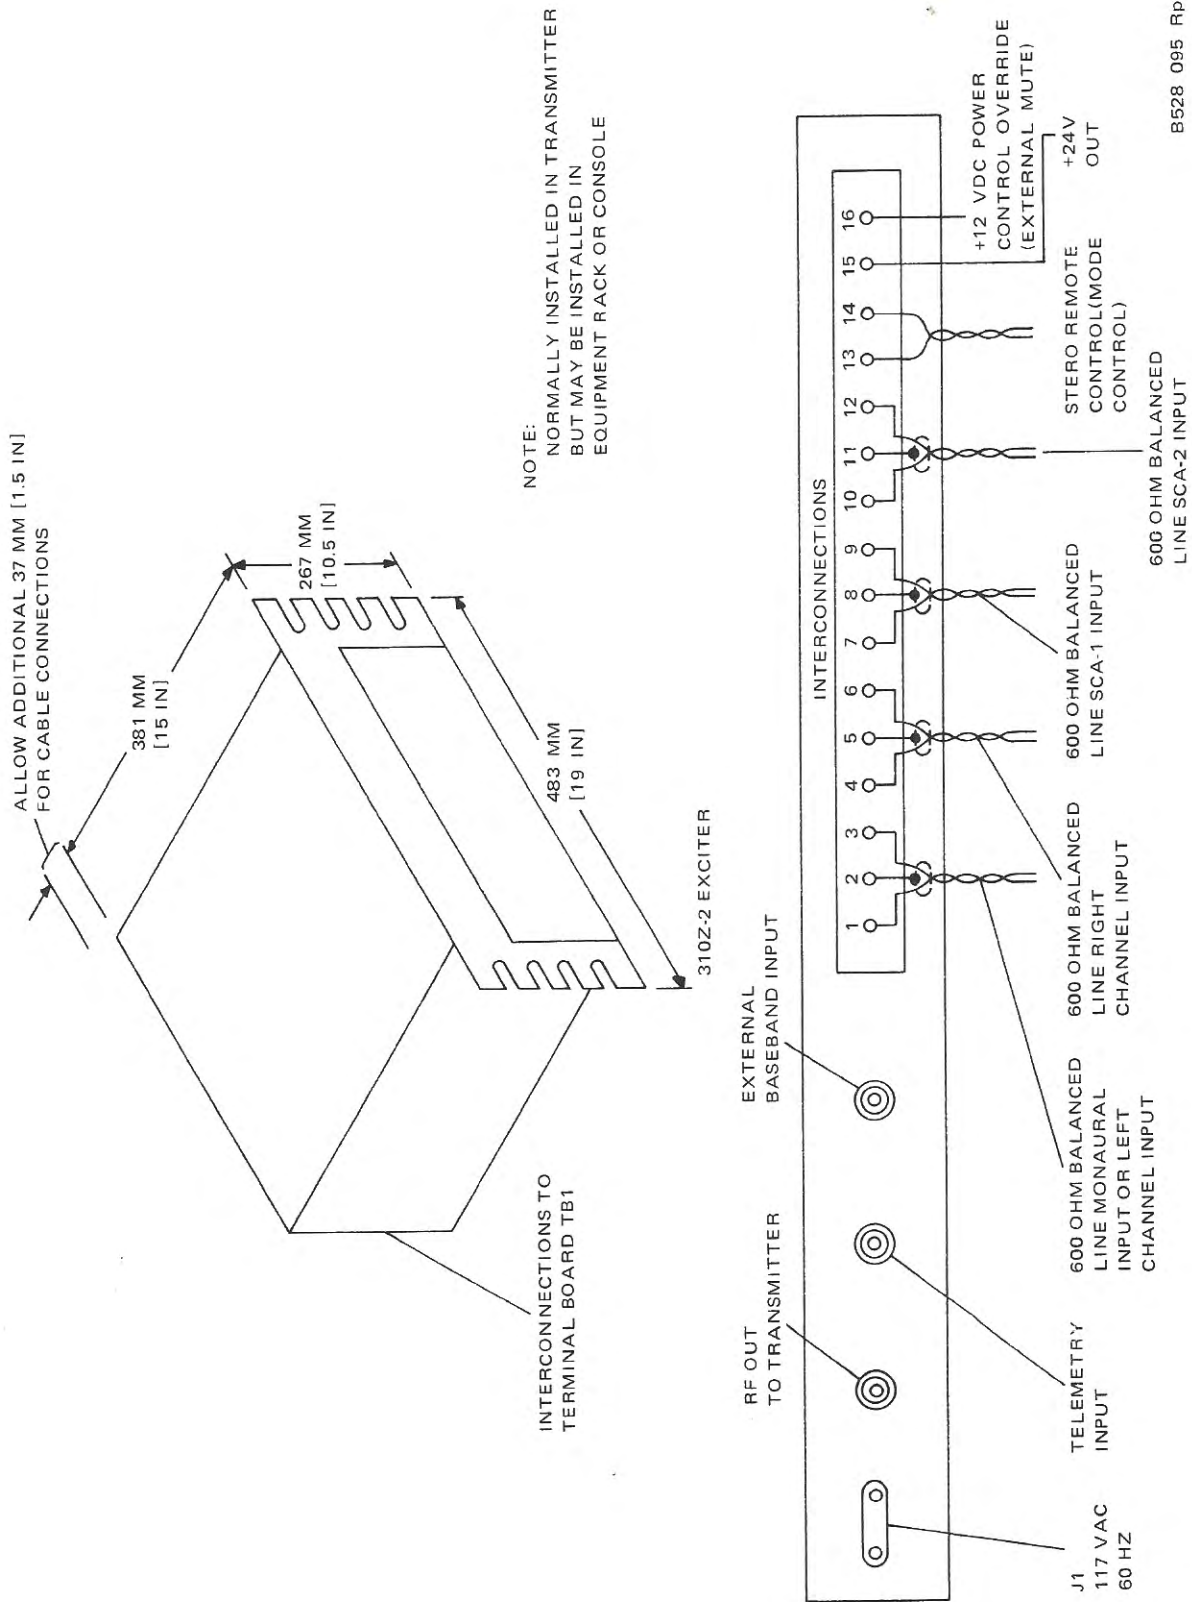 ALLOW ADDITIONAL 37 MM [1.5 IN]
FOR CABLE CONNECTIONS
381 MM
[15 IN]
267 MM
[10.5 IN]
483 MM
[19 IN]
310Z-2 EXCITER
INTERCONNECTIONS TO
TERMINAL BOARD TB1
NOTE:
NORMALLY INSTALLED IN TRANSMITTER
BUT MAY BE INSTALLED IN
EQUIPMENT RACK OR CONSOLE
RF OUT
TO TRANSMITTER
EXTERNAL
BASEBAND INPUT
INTERCONNECTIONS
1 2 3 4 5 6 7 8 9 10 11 12 13 14 15 16
J1
117 VAC
60 HZ
TELEMETRY
INPUT
600 OHM BALANCED
LINE MONAURAL
INPUT OR LEFT
CHANNEL INPUT
600 OHM BALANCED
LINE RIGHT
CHANNEL INPUT
600 OHM BALANCED
LINE SCA-1 INPUT
600 OHM BALANCED
LINE SCA-2 INPUT
STERO REMOTE
CONTROL(MODE
CONTROL)
+12 VDC POWER
CONTROL OVERRIDE
(EXTERNAL MUTE)
+24V
OUT
B528 095 Rp